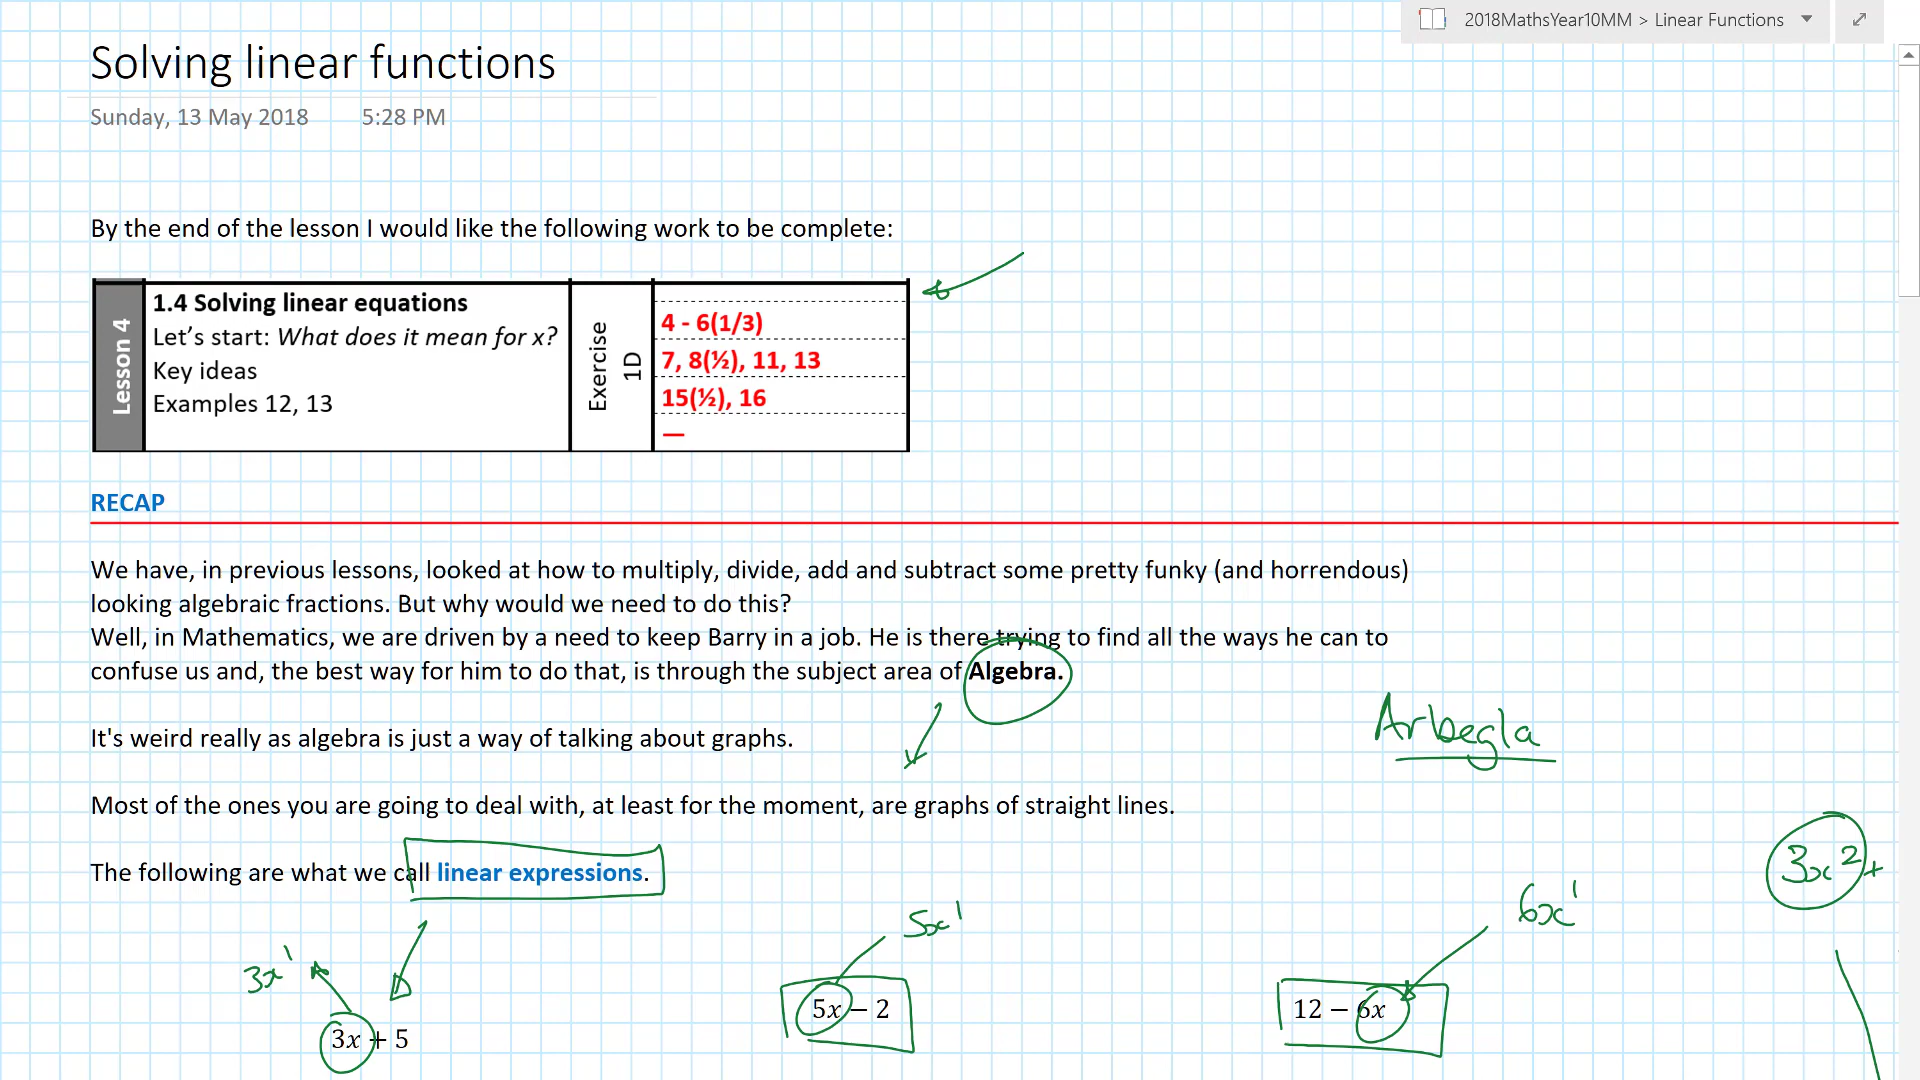 2018MathsYear10MM > Linear Functions
Solving linear functions
Sunday, 13 May 2018 5:28 PM
By the end of the lesson I would like the following work to be complete:
Lesson 4
1.4 Solving linear equations
Let's start: What does it mean for x?
Key ideas
Examples 12, 13
Exercise
1D
4 - 6(1/3)
7, 8(½), 11, 13
15(½), 16
—
RECAP
We have, in previous lessons, looked at how to multiply, divide, add and subtract some pretty funky (and horrendous)
looking algebraic fractions. But why would we need to do this?
Well, in Mathematics, we are driven by a need to keep Barry in a job. He is there trying to find all the ways he can to
confuse us and, the best way for him to do that, is through the subject area of Algebra.
Arbegla
It's weird really as algebra is just a way of talking about graphs.
Most of the ones you are going to deal with, at least for the moment, are graphs of straight lines.
The following are what we call linear expressions.
3x² +
5x¹
6x¹
3x¹
3x + 5
5x − 2
12 − 6x